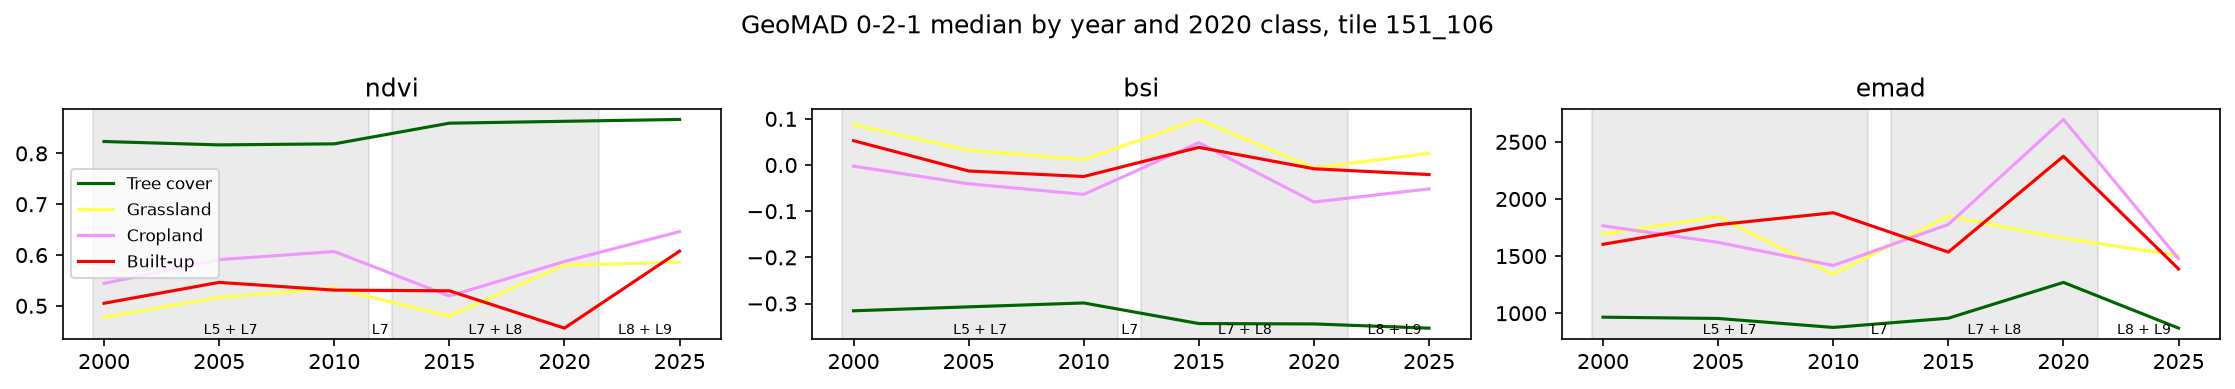 GeoMAD 0-2-1 median by year and 2020 class, tile 151_106
ndvi
0.8
0.7
0.6
0.5
Tree cover
Grassland
Cropland
Built-up
L5 + L7
L7
L7 + L8
L8 + L9
2000 2005 2010 2015 2020 2025
bsi
0.1
0.0
−0.1
−0.2
−0.3
L5 + L7
L7
L7 + L8
L8 + L9
2000 2005 2010 2015 2020 2025
emad
2500
2000
1500
1000
L5 + L7
L7
L7 + L8
L8 + L9
2000 2005 2010 2015 2020 2025